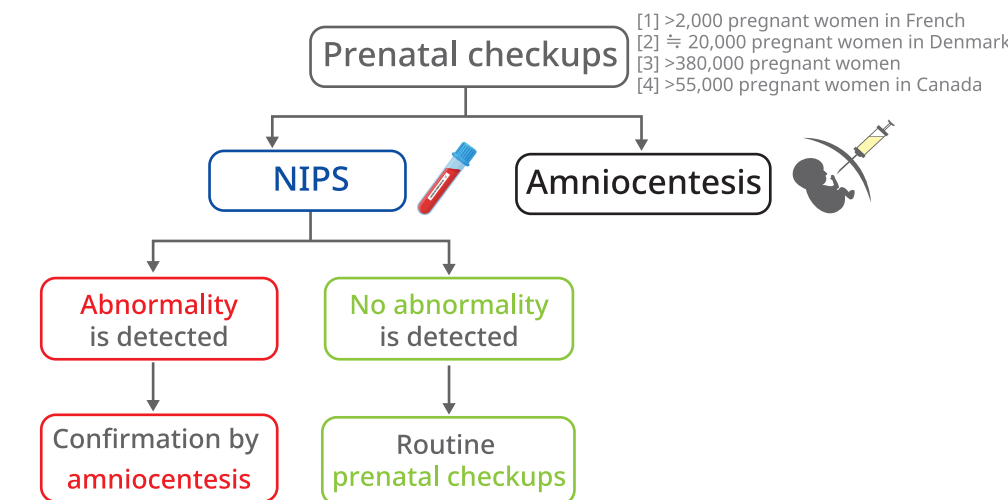 [1] >2,000 pregnant women in French
Prenatal checkups
[2] ≒ 20,000 pregnant women in Denmark
[3] >380,000 pregnant women
[4] >55,000 pregnant women in Canada
NIPS
Amniocentesis
Abnormality
is detected
No abnormality
is detected
Confirmation by
amniocentesis
Routine
prenatal checkups